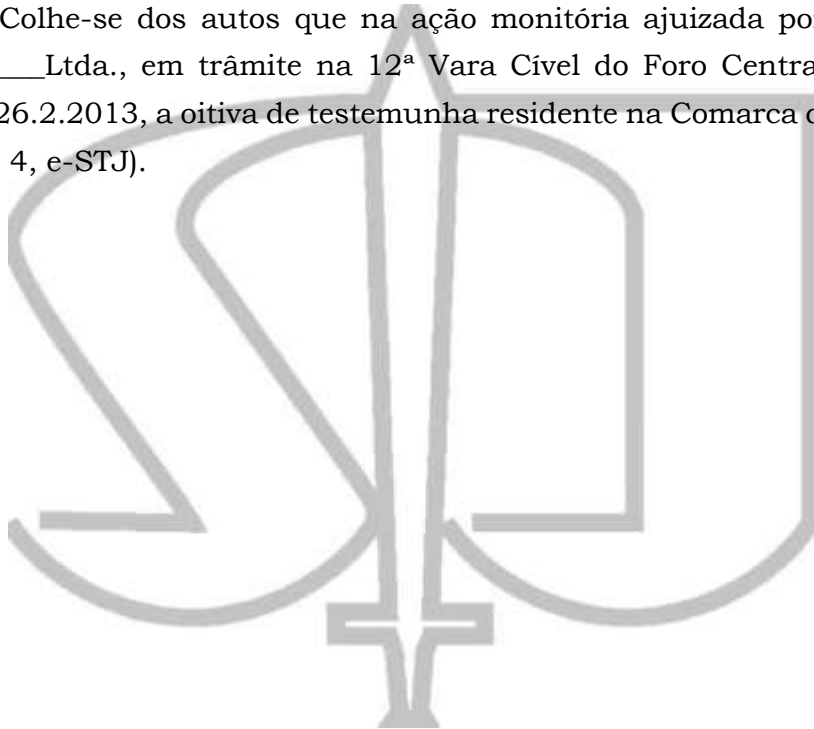 Colhe-se dos autos que na ação monitória ajuizada por
___Ltda., em trâmite na 12ª Vara Cível do Foro Centra
26.2.2013, a oitiva de testemunha residente na Comarca
4, e-STJ).
STJ